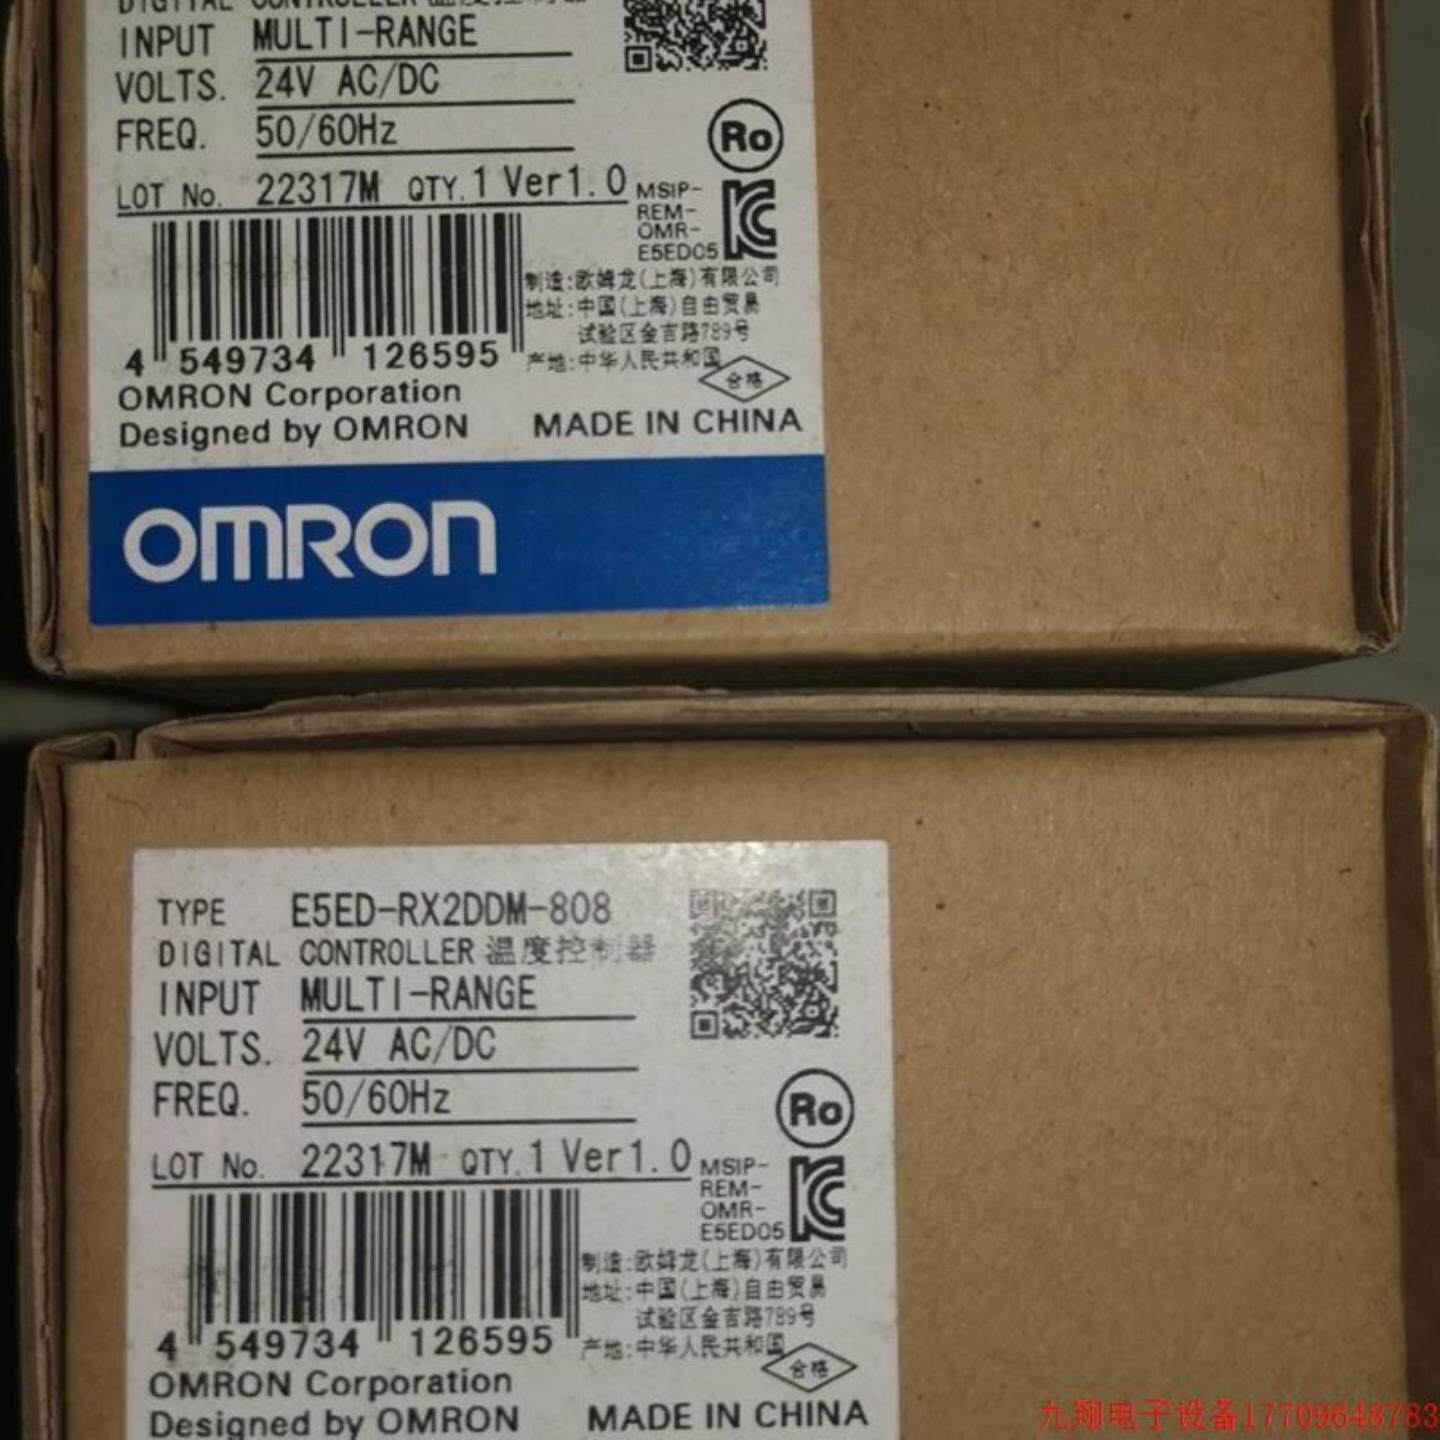 DIGITAL CONTROLLER 温度控制器
INPUT MULTI-RANGE
VOLTS. 24V AC/DC
FREQ. 50/60Hz
Ro
LOT No. 22317M QTY.1 Ver1.0
MSIP-
REM-
OMR-
E5ED05
制造:欧姆龙(上海)有限公司
地址:中国(上海)自由贸易
试验区金吉路789号
产地:中华人民共和国
合格
4 549734 126595
OMRON Corporation
Designed by OMRON
MADE IN CHINA
OMRON
TYPE E5ED-RX2DDM-808
DIGITAL CONTROLLER 温度控制器
INPUT MULTI-RANGE
VOLTS. 24V AC/DC
FREQ. 50/60Hz
Ro
LOT No. 22317M QTY.1 Ver1.0
MSIP-
REM-
OMR-
E5ED05
制造:欧姆龙(上海)有限公司
地址:中国(上海)自由贸易
试验区金吉路789号
产地:中华人民共和国
合格
4 549734 126595
OMRON Corporation
Designed by OMRON
MADE IN CHINA
九翔电子设备17709648783